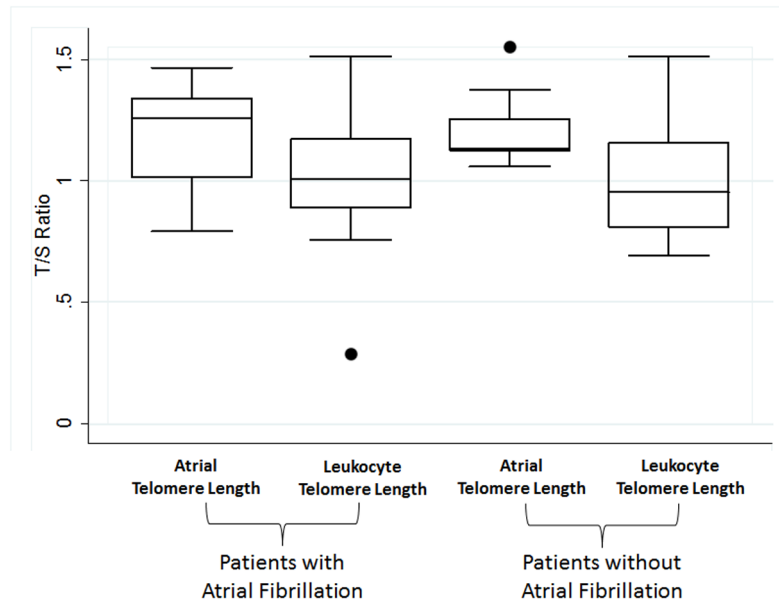 T/S Ratio
1.5
1
.5
0
Atrial
Telomere Length
Leukocyte
Telomere Length
Atrial
Telomere Length
Leukocyte
Telomere Length
Patients with
Atrial Fibrillation
Patients without
Atrial Fibrillation